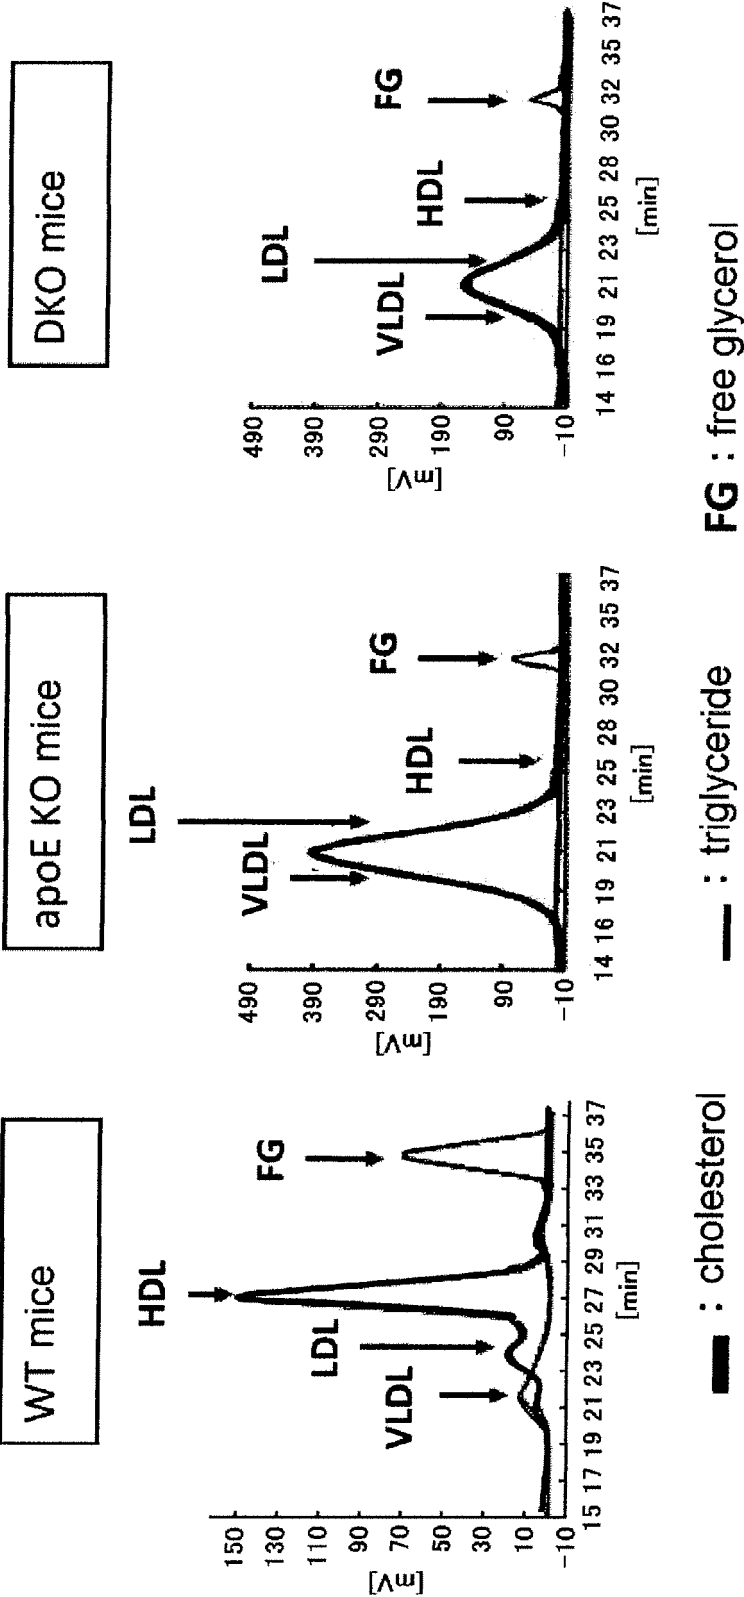 WT mice
apoE KO mice
DKO mice
HDL
LDL
VLDL
FG
[mV]
150
130
110
90
70
50
30
10
-10
15 17 19 21 23 25 27 29 31 33 35 37
[min]
LDL
VLDL
HDL
FG
[mV]
490
390
290
190
90
-10
14 16 19 21 23 25 28 30 32 35 37
[min]
LDL
VLDL
HDL
FG
[mV]
490
390
290
190
90
-10
14 16 19 21 23 25 28 30 32 35 37
[min]
: cholesterol
: triglyceride
FG : free glycerol